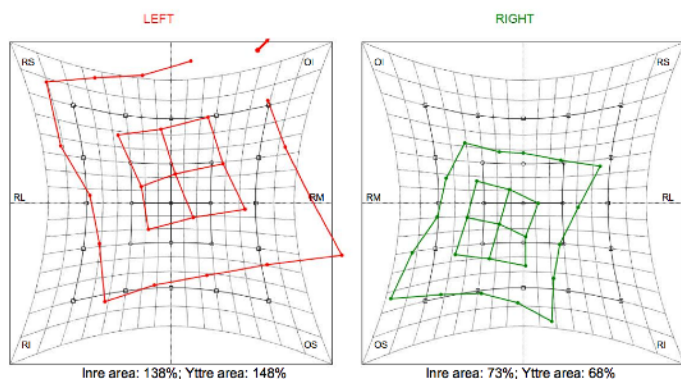 LEFT RIGHT
RS OI OI RS
RL RM RM RL
RI OS OS RI
Inre area: 138%; Yttre area: 148% Inre area: 73%; Yttre area: 68%